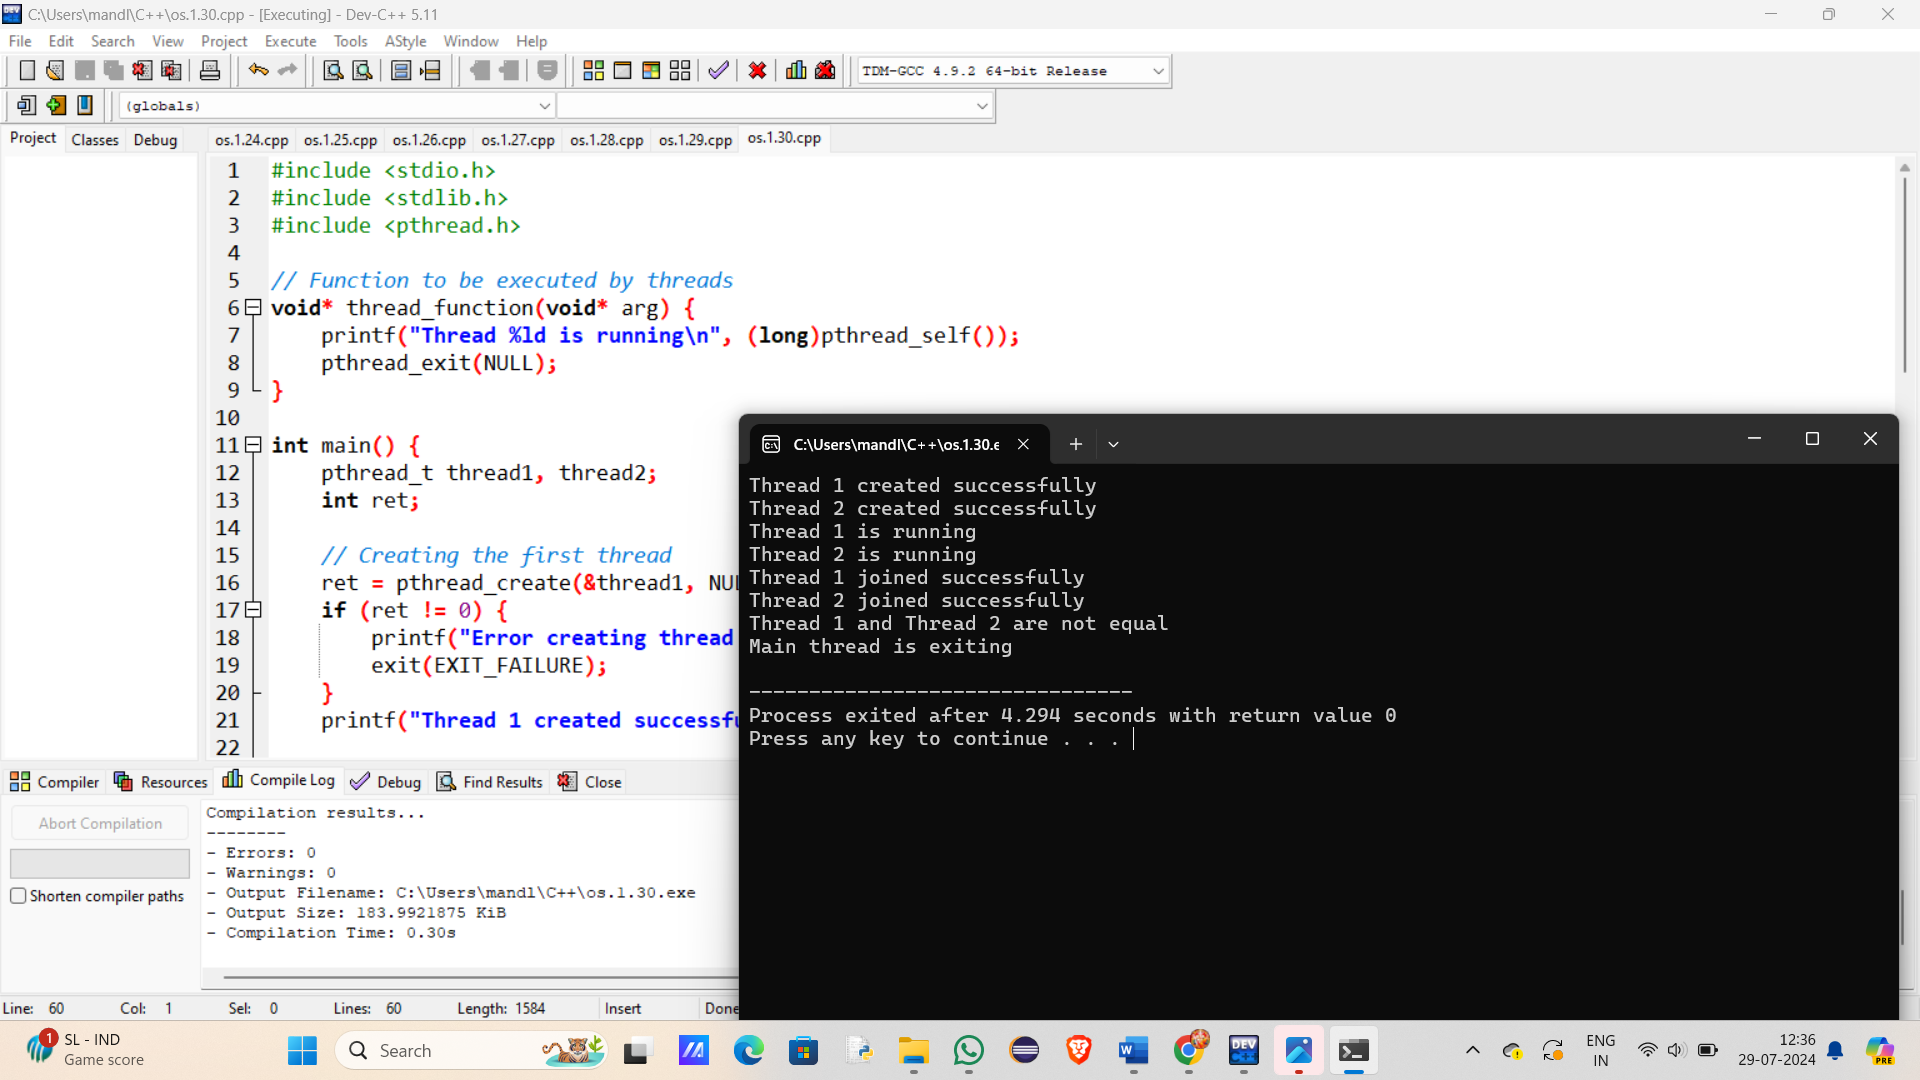 C:\Users\mandl\C++\os.1.30.cpp - [Executing] - Dev-C++ 5.11
File Edit Search View Project Execute Tools AStyle Window Help
TDM-GCC 4.9.2 64-bit Release
(globals)
Project Classes Debug
os.1.24.cpp os.1.25.cpp os.1.26.cpp os.1.27.cpp os.1.28.cpp os.1.29.cpp os.1.30.cpp
1 #include <stdio.h>
2 #include <stdlib.h>
3 #include <pthread.h>
4
5 // Function to be executed by threads
6 void* thread_function(void* arg) {
7 printf("Thread %ld is running\n", (long)pthread_self());
8 pthread_exit(NULL);
9 }
10
11 int main() {
12 pthread_t thread1, thread2;
13 int ret;
14
15 // Creating the first thread
16 ret = pthread_create(&thread1,
17 if (ret != 0) {
18 printf("Error creating thread
19 exit(EXIT_FAILURE);
20 }
21 printf("Thread 1 created
22
C:\Users\mandl\C++\os.1.30.e
Thread 1 created successfully
Thread 2 created successfully
Thread 1 is running
Thread 2 is running
Thread 1 joined successfully
Thread 2 joined successfully
Thread 1 and Thread 2 are not equal
Main thread is exiting
--------------------------------
Process exited after 4.294 seconds with return value 0
Press any key to continue . . .
Compiler Resources Compile Log Debug Find Results Close
Abort Compilation
Shorten compiler paths
Compilation results...
--------
- Errors: 0
- Warnings: 0
- Output Filename: C:\Users\mandl\C++\os.1.30.exe
- Output Size: 183.9921875 KiB
- Compilation Time: 0.30s
Line: 60 Col: 1 Sel: 0 Lines: 60 Length: 1584 Insert Done
1
SL - IND
Game score
Search
DEV
PRE
ENG
IN
12:36
29-07-2024